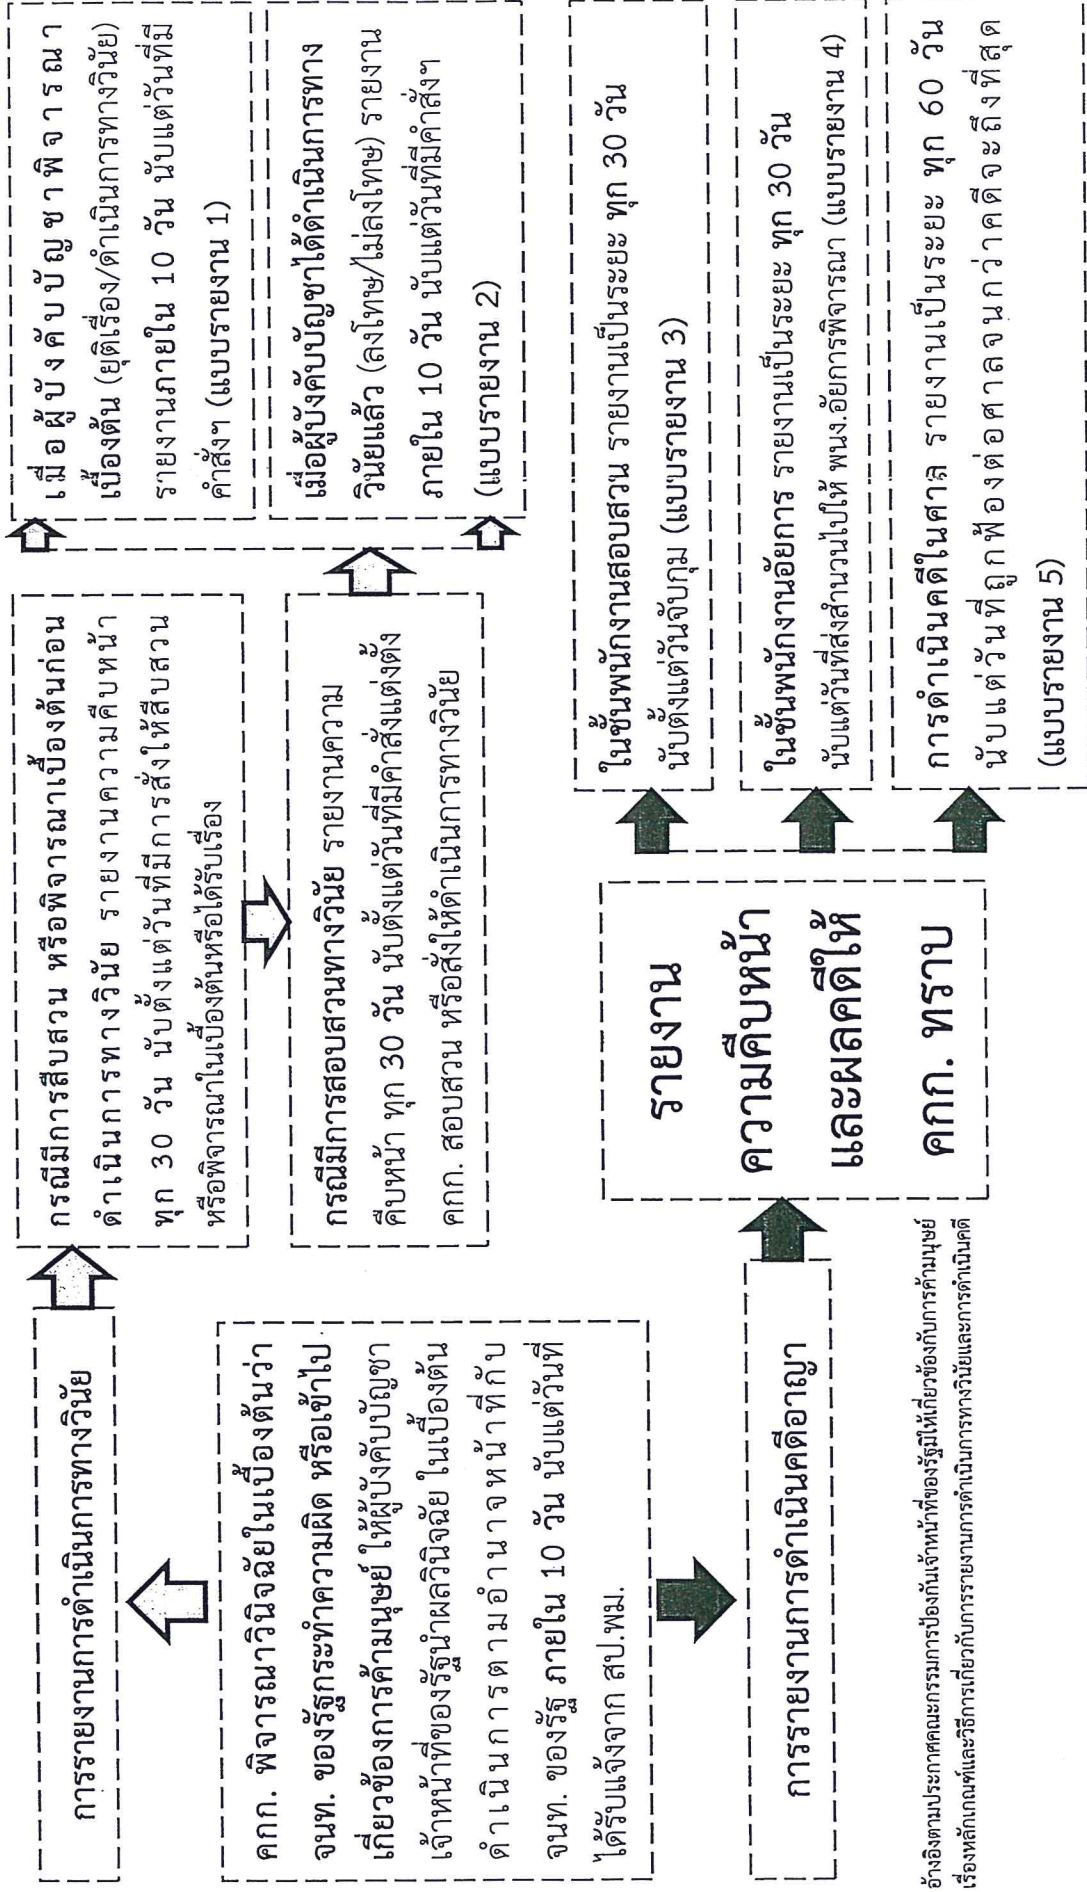 การรายงานการดำเนินการทางวินัย
คกก. พิจารณาวินิจฉัยในเบื้องต้นว่า
จนท. ของรัฐกระทำความผิด หรือเข้าไป
เกี่ยวข้องการค้ามนุษย์ ให้ผู้บังคับบัญชา
เจ้าหน้าที่ของรัฐนำผลวินิจฉัย ในเบื้องต้น
ดำเนินการตามอำนาจหน้าที่กับ
จนท. ของรัฐ ภายใน 10 วัน นับแต่วันที่
ได้รับแจ้งจาก สป.พม.
การรายงานการดำเนินคดีอาญา
กรณีมีการสืบสวน หรือพิจารณาเบื้องต้นก่อน
ดำเนินการทางวินัย รายงานความคืบหน้า
ทุก 30 วัน นับตั้งแต่วันที่มีการสั่งให้สืบสวน
หรือพิจารณาในเบื้องต้นหรือได้รับเรื่อง
กรณีมีการสอบสวนทางวินัย รายงานความ
คืบหน้า ทุก 30 วัน นับตั้งแต่วันที่มีคำสั่งแต่งตั้ง
คกก. สอบสวน หรือสั่งให้ดำเนินการทางวินัย
รายงาน
ความคืบหน้า
และผลคดีให้
คกก. ทราบ
เมื่อผู้บังคับบัญชาพิจารณา
เบื้องต้น (ยุติเรื่อง/ดำเนินการทางวินัย)
รายงานภายใน 10 วัน นับแต่วันที่มี
คำสั่งฯ (แบบรายงาน 1)
เมื่อผู้บังคับบัญชาได้ดำเนินการทาง
วินัยแล้ว (ลงโทษ/ไม่ลงโทษ) รายงาน
ภายใน 10 วัน นับแต่วันที่มีคำสั่งฯ
(แบบรายงาน 2)
ในชั้นพนักงานสอบสวน รายงานเป็นระยะ ทุก 30 วัน
นับตั้งแต่วันจับกุม (แบบรายงาน 3)
ในชั้นพนักงานอัยการ รายงานเป็นระยะ ทุก 30 วัน
นับแต่วันที่ส่งสำนวนไปให้ พนง.อัยการพิจารณา (แบบรายงาน 4)
การดำเนินคดีในศาล รายงานเป็นระยะ ทุก 60 วัน
นับแต่วันที่ถูกฟ้องต่อศาลจนกว่าคดีจะถึงที่สุด
(แบบรายงาน 5)
อ้างอิงตามประกาศคณะกรรมการป้องกันเจ้าหน้าที่ของรัฐมิให้เกี่ยวข้องกับการค้ามนุษย์
เรื่องหลักเกณฑ์และวิธีการเกี่ยวกับการรายงานการดำเนินการทางวินัยและการดำเนินคดี